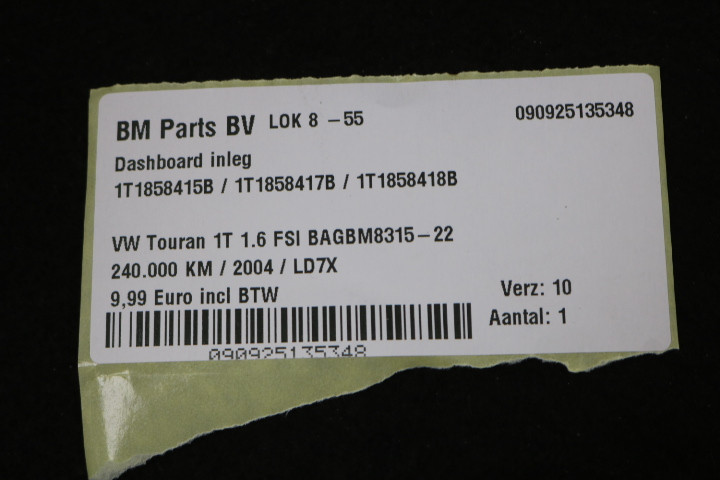 BM Parts BV LOK 8 -55 090925135348
Dashboard inleg
1T1858415B / 1T1858417B / 1T1858418B
VW Touran 1T 1.6 FSI BAGBM8315-22
240.000 KM / 2004 / LD7X
9,99 Euro incl BTW Verz: 10
Aantal: 1
090925135348